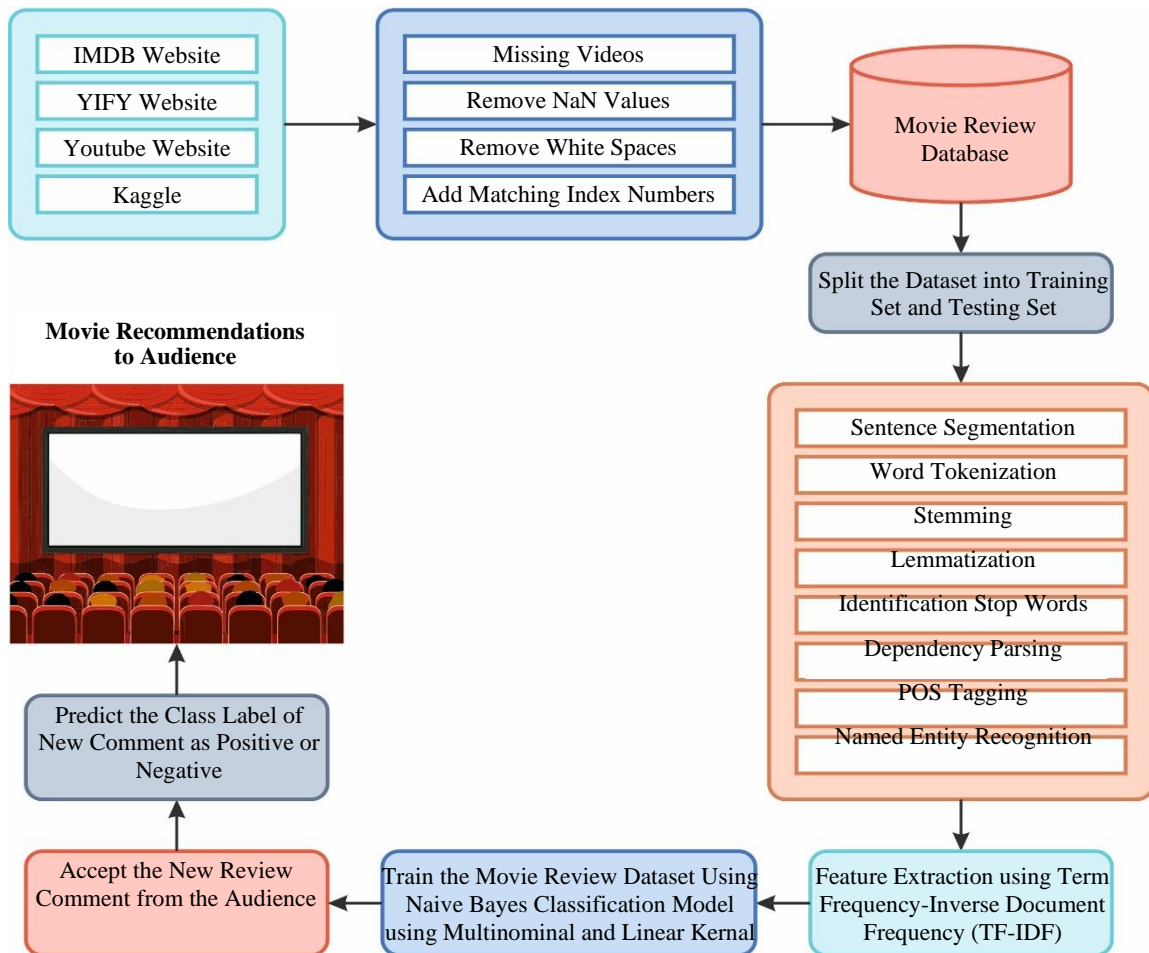 IMDB Website
YIFY Website
Youtube Website
Kaggle
Missing Videos
Remove NaN Values
Remove White Spaces
Add Matching Index Numbers
Movie Review
Database
Split the Dataset into Training
Set and Testing Set
Sentence Segmentation
Word Tokenization
Stemming
Lemmatization
Identification Stop Words
Dependency Parsing
POS Tagging
Named Entity Recognition
Feature Extraction using Term
Frequency-Inverse Document
Frequency (TF-IDF)
Train the Movie Review Dataset Using
Naive Bayes Classification Model
using Multinominal and Linear Kernal
Accept the New Review
Comment from the Audience
Predict the Class Label of
New Comment as Positive or
Negative
Movie Recommendations
to Audience